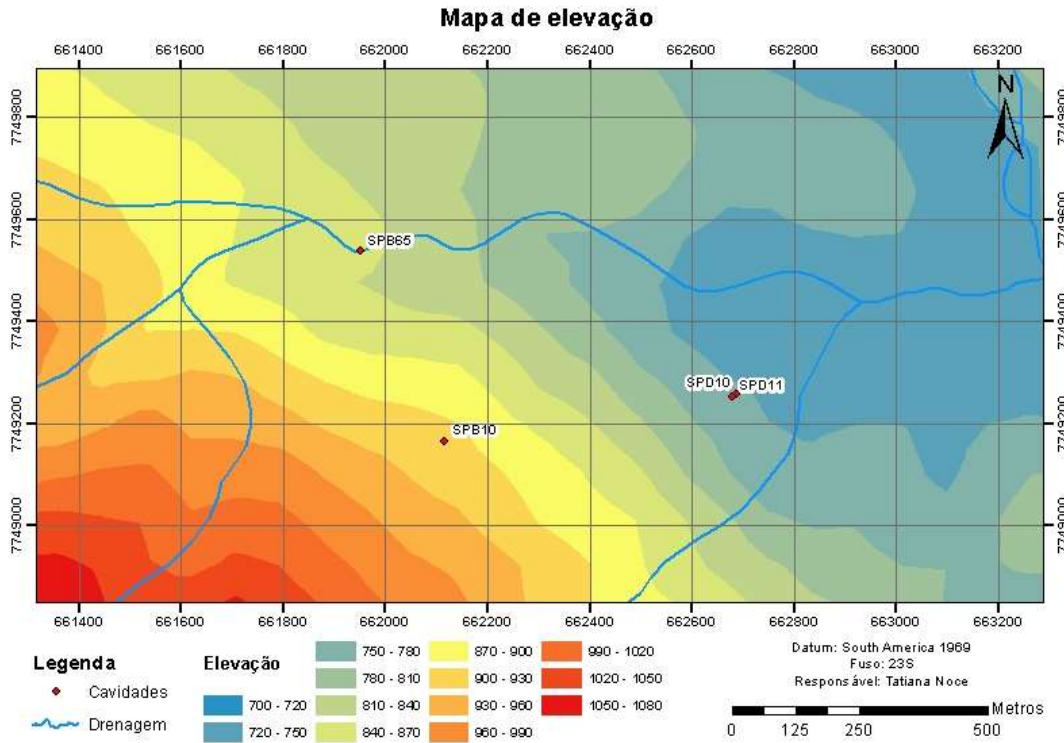 Mapa de elevação
661400 661600 661800 662000 662200 662400 662600 662800 663000 663200
7749800 7749800
N
7749600 7749600
SPB65
7749400 7749400
SPD10 SPD11
7749200 7749200
SPB10
7749000 7749000
661400 661600 661800 662000 662200 662400 662600 662800 663000 663200
Legenda
Cavidades
Drenagem
Elevação
700 - 720
720 - 750
750 - 780
780 - 810
810 - 840
840 - 870
870 - 900
900 - 930
930 - 960
960 - 990
990 - 1020
1020 - 1050
1050 - 1080
Datum: South America 1969
Fuso: 23S
Responsável: Tatiana Noce
Metros
0 125 250 500